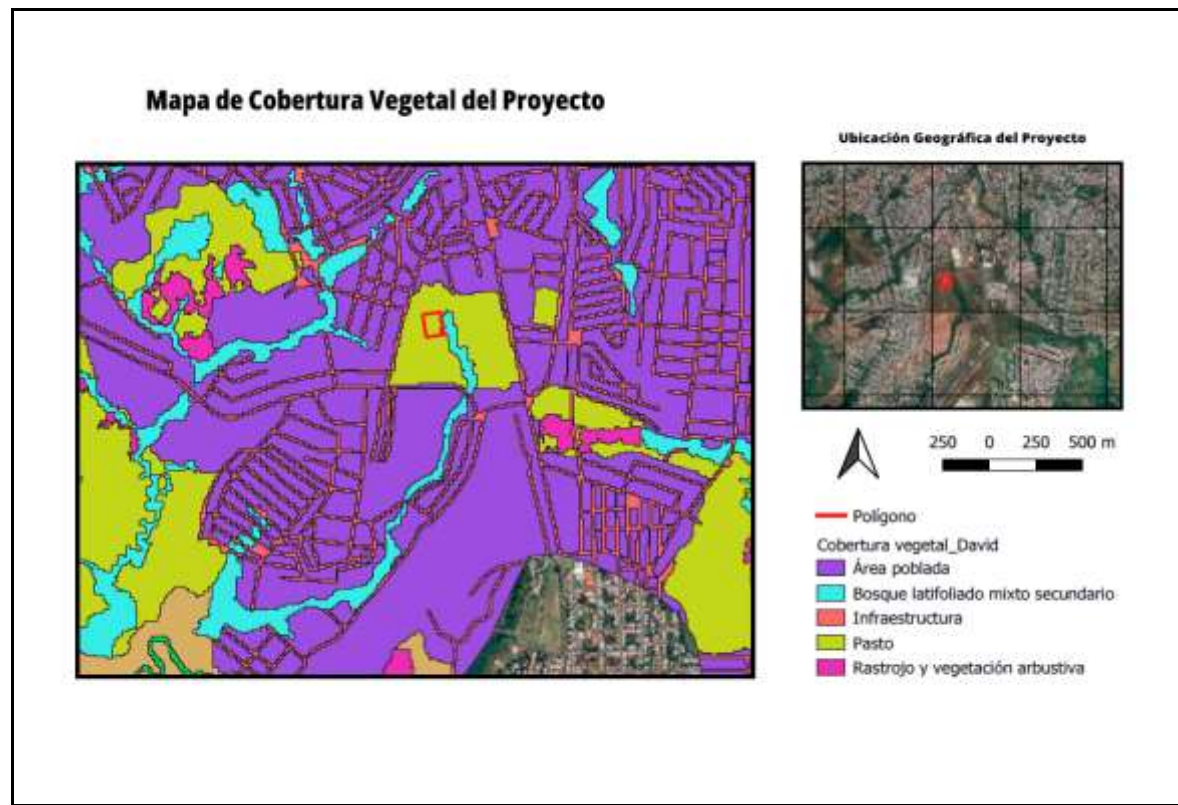 Mapa de Cobertura Vegetal del Proyecto
Ubicación Geográfica del Proyecto
250 0 250 500 m
Polígono
Cobertura vegetal_David
Área poblada
Bosque latifoliado mixto secundario
Infraestructura
Pasto
Rastrojo y vegetación arbustiva